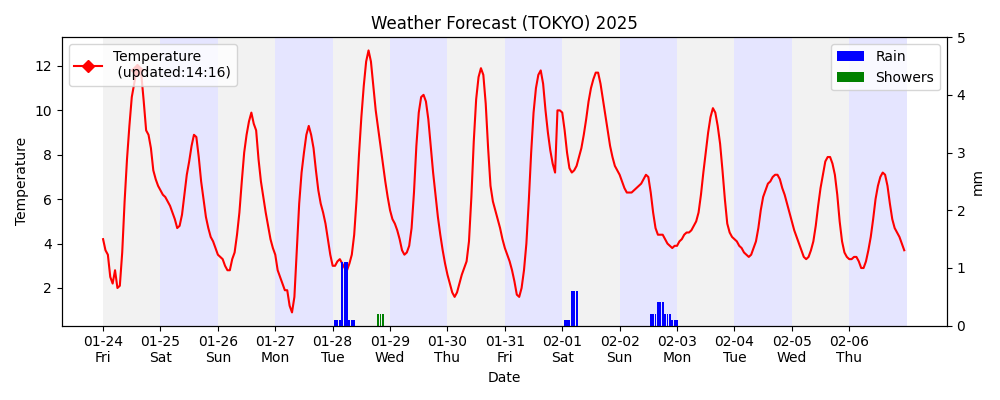 Weather Forecast (TOKYO) 2025
Temperature
(updated:14:16)
Rain
Showers
Temperature
12
10
8
6
4
2
5
4
3
2
1
0
mm
01-24 01-25 01-26 01-27 01-28 01-29 01-30 01-31 02-01 02-02 02-03 02-04 02-05 02-06
Fri Sat Sun Mon Tue Wed Thu Fri Sat Sun Mon Tue Wed Thu
Date